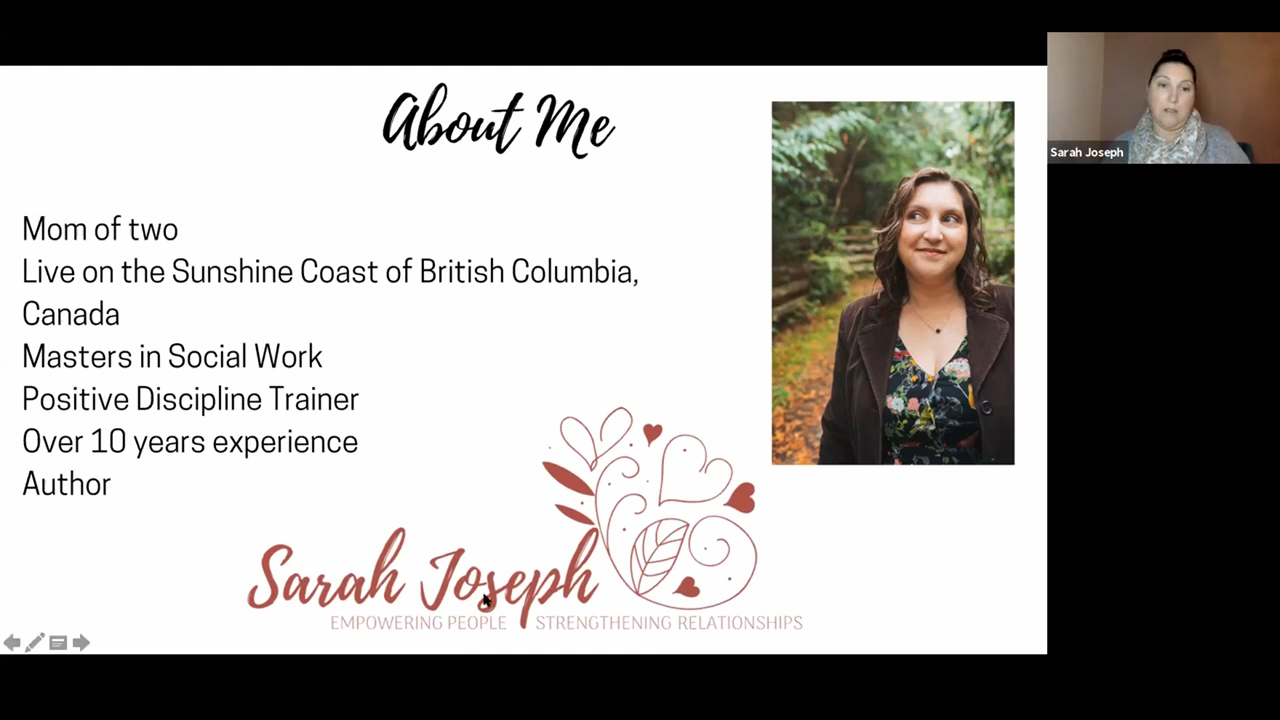 About Me
Mom of two
Live on the Sunshine Coast of British Columbia,
Canada
Masters in Social Work
Positive Discipline Trainer
Over 10 years experience
Author
Sarah Joseph
EMPOWERING PEOPLE STRENGTHENING RELATIONSHIPS
Sarah Joseph